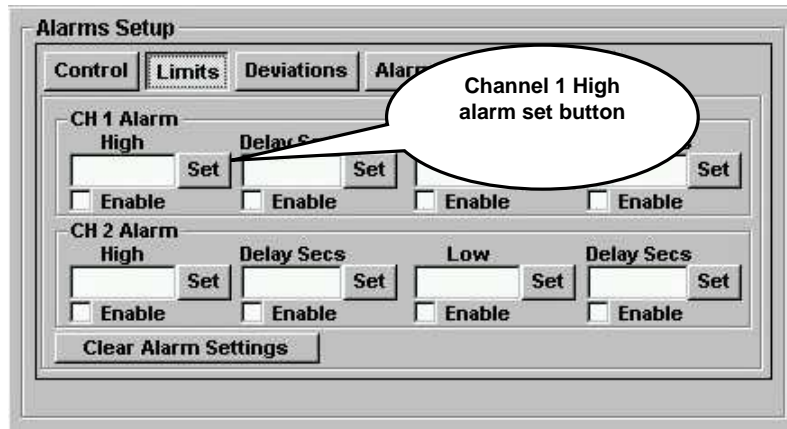 Alarms Setup
Control Limits Deviations
Channel 1 High
alarm set button
CH 1 Alarm
High
Set Set Set
Enable Enable Enable Enable
CH 2 Alarm
High Delay Secs Low Delay Secs
Set Set Set Set
Enable Enable Enable Enable
Clear Alarm Settings